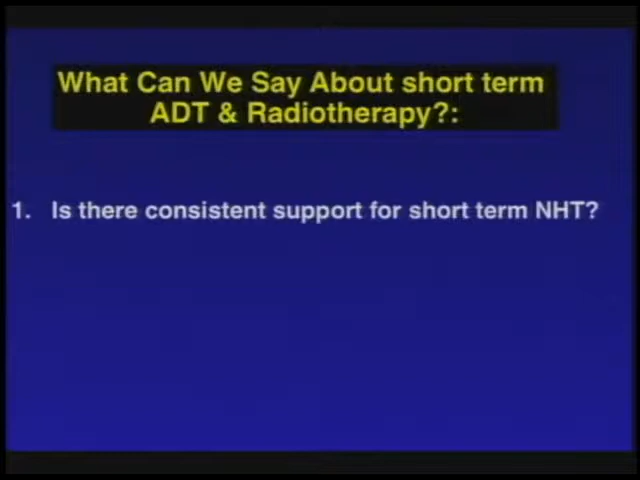 What Can We Say About short term
ADT & Radiotherapy?:
1. Is there consistent support for short term NHT?